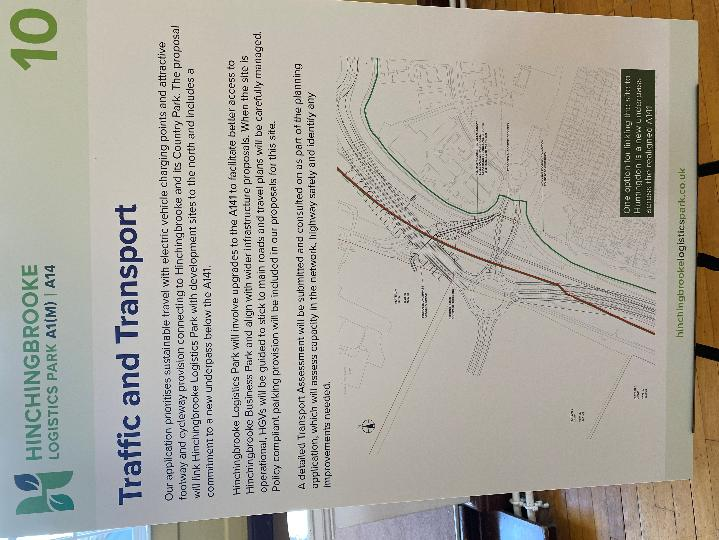 HINCHINGBROOKE
LOGISTICS PARK A1(M) | A14
10
Traffic and Transport
Our application prioritises sustainable travel with electric vehicle charging points and attractive
footway and cycleway provision connecting to Hinchingbrooke and its Country Park. The proposal
will link Hinchingbrooke Logistics Park with development sites to the north and includes a
commitment to a new underpass below the A141.
Hinchingbrooke Logistics Park will involve upgrades to the A141 to facilitate better access to
Hinchingbrooke Business Park and align with wider infrastructure proposals. When the site is
operational, HGVs will be guided to stick to main roads and travel plans will be carefully managed.
Policy compliant parking provision will be included in our proposals for this site.
A detailed Transport Assessment will be submitted and consulted on as part of the planning
application, which will assess capacity in the network, highway safety and identify any
improvements needed.
One option for linking the site to
Huntingdon is a new underpass
across the realigned A141
hinchingbrookelogisticspark.co.uk